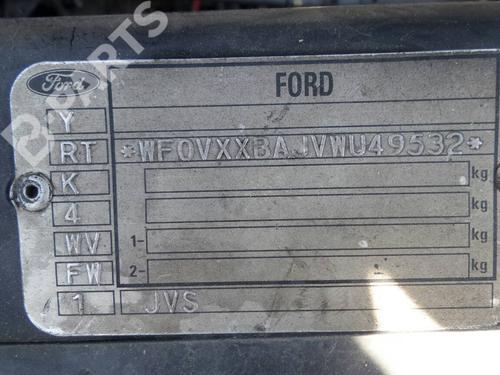 Ford
FORD
Y
RT *WF0VXXBAJVWU49532*
K kg
4 kg
WV 1- kg
FW 2- kg
1 JVS
B-PARTS